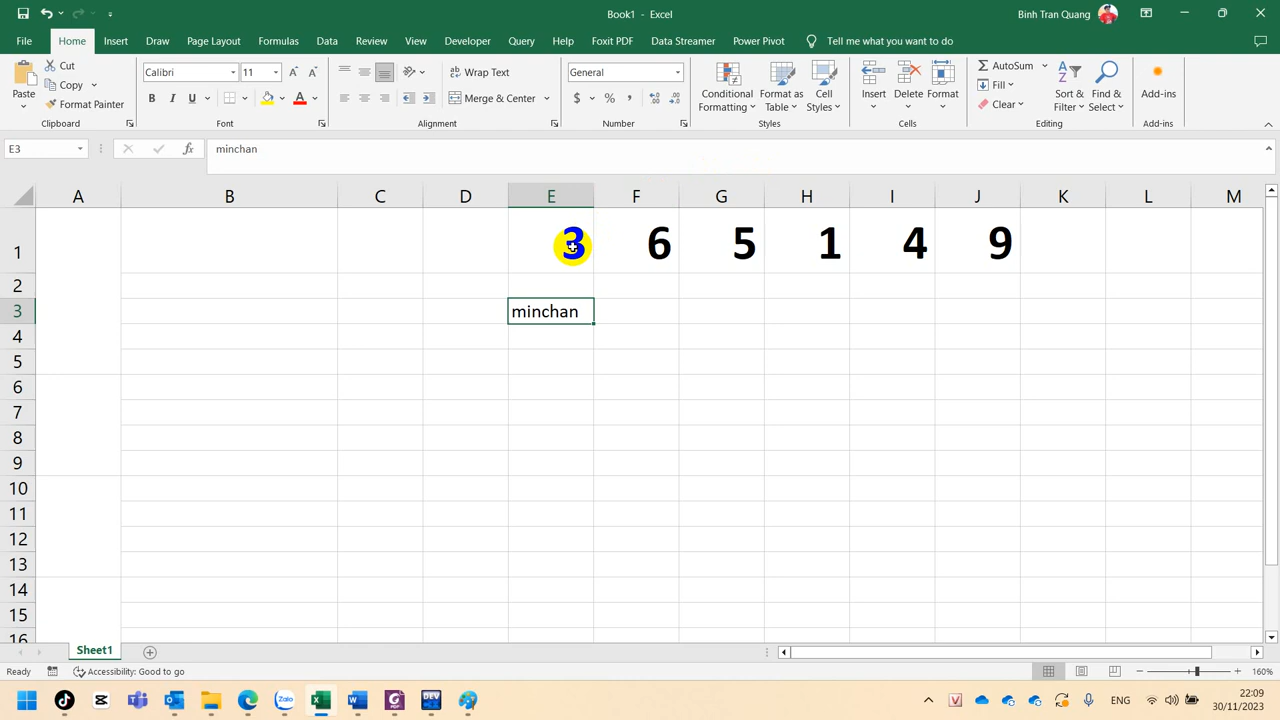 Book1 - Excel
Binh Tran Quang
File Home Insert Draw Page Layout Formulas Data Review View Developer Query Help Foxit PDF Data Streamer Power Pivot Tell me what you want to do
Paste
Cut
Copy
Format Painter
Clipboard
Calibri 11
B I U A
Font
Wrap Text
Merge & Center
Alignment
General
$ % ,
Number
Conditional Formatting
Format as Table
Cell Styles
Styles
Insert Delete Format
Cells
AutoSum
Fill
Clear
Sort & Filter
Find & Select
Editing
Add-ins
Add-ins
E3 fx minchan
A B C D E F G H I J K L M
1 3 6 5 1 4 9
2
3 minchan
4
5
6
7
8
9
10
11
12
13
14
15
16
Sheet1
Ready Accessibility: Good to go 160%
Zalo
ENG
22:09
30/11/2023